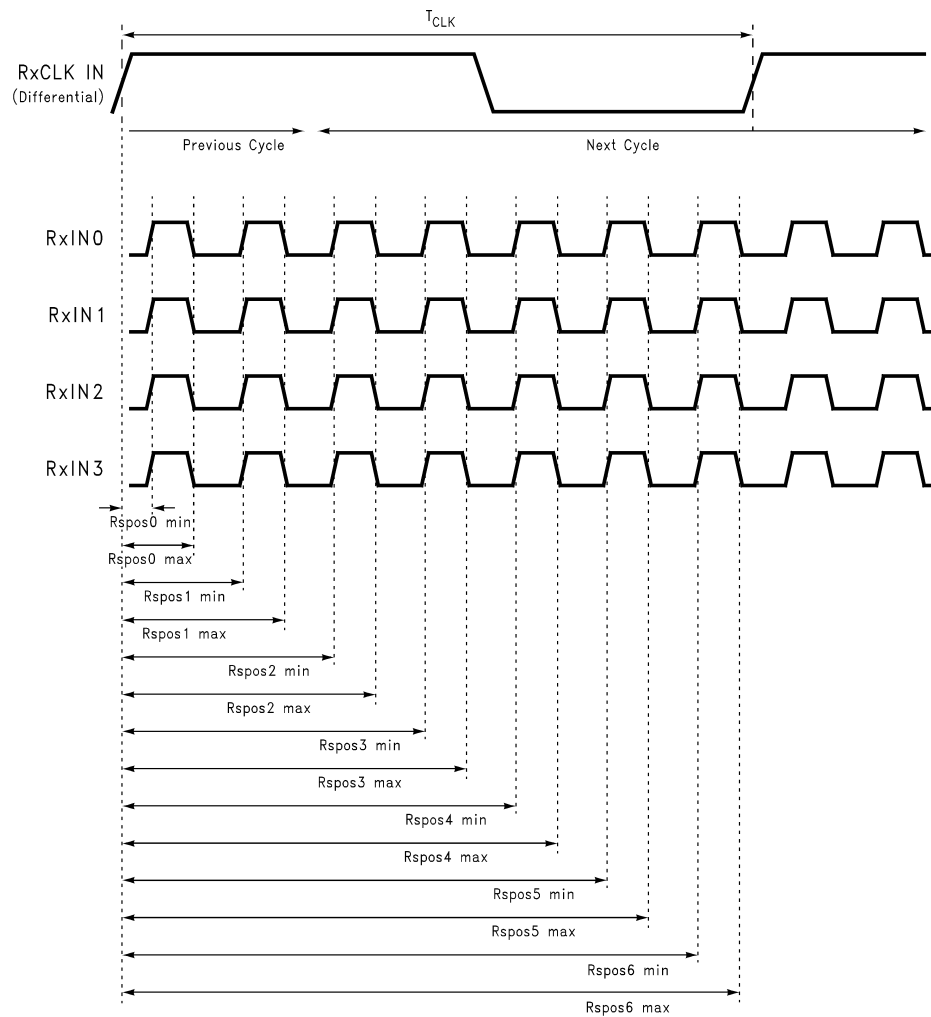 T_CLK
RxCLK IN
(Differential)
Previous Cycle
Next Cycle
RxIN0
RxIN1
RxIN2
RxIN3
Rspos0 min
Rspos0 max
Rspos1 min
Rspos1 max
Rspos2 min
Rspos2 max
Rspos3 min
Rspos3 max
Rspos4 min
Rspos4 max
Rspos5 min
Rspos5 max
Rspos6 min
Rspos6 max